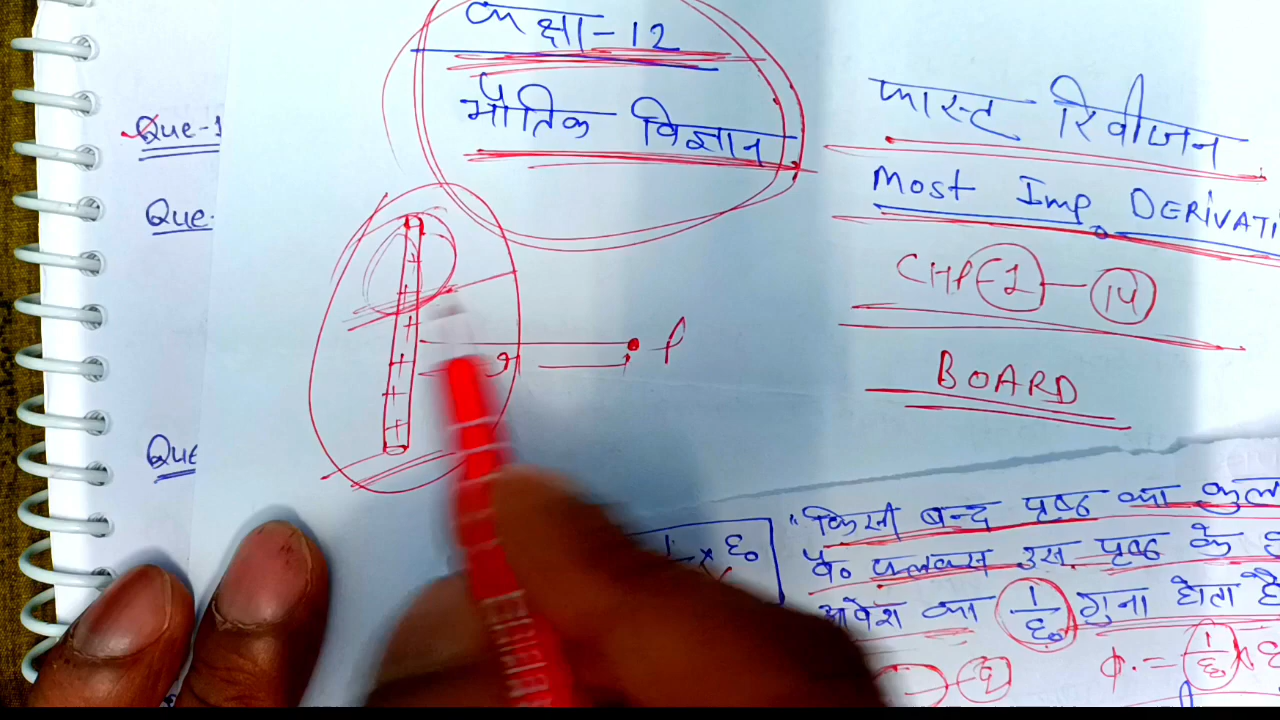 Que-1
Que-
Que
कक्षा-12
भौतिक विज्ञान
फास्ट रिवीजन
Most Imp. DERIVATI
CHP 1 - 14
BOARD
P
"किसी बन्द पृष्ठ का कुल
वै० फ्लक्स उस पृष्ठ के
आवेश का 1/ε₀ गुना होता है
ϕ = 1/ε₀ ×